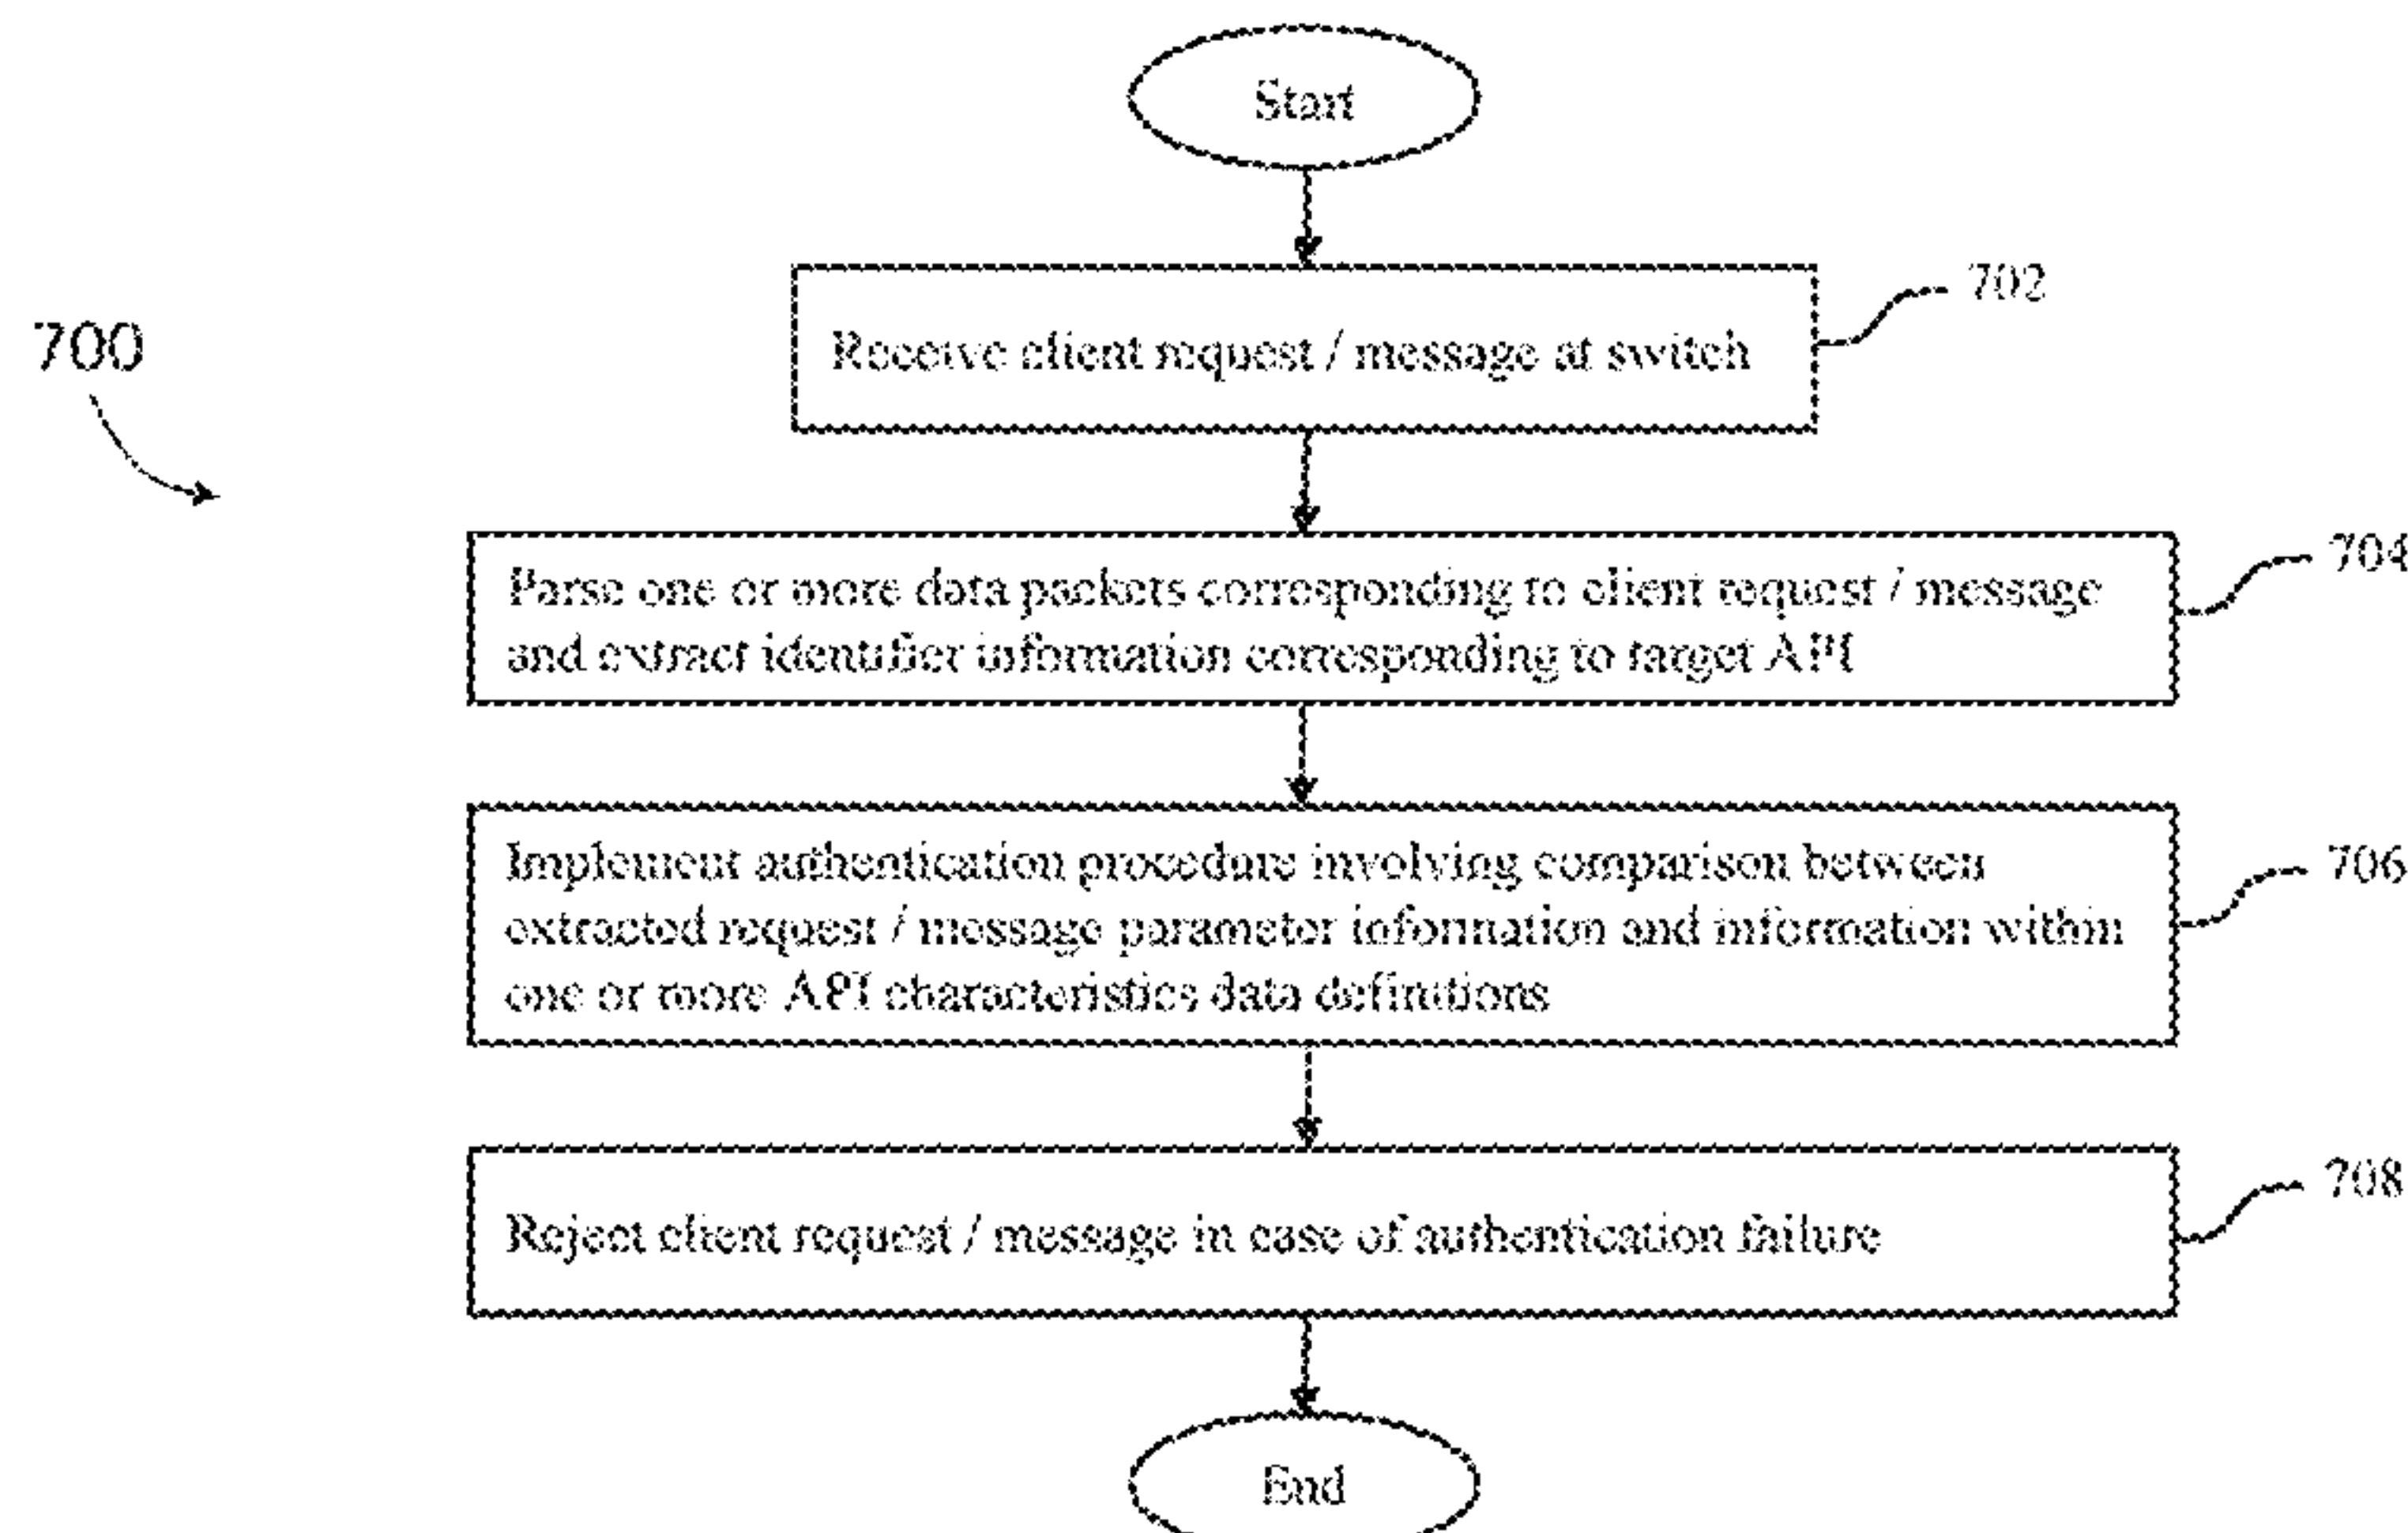 Start
702
Receive client request / message at switch
700
704
Parse one or more data packets corresponding to client request / message
and extract identifier information corresponding to target API
706
Implement authentication procedure involving comparison between
extracted request / message parameter information and information within
one or more API characteristics data definitions
708
Reject client request / message in case of authentication failure
End